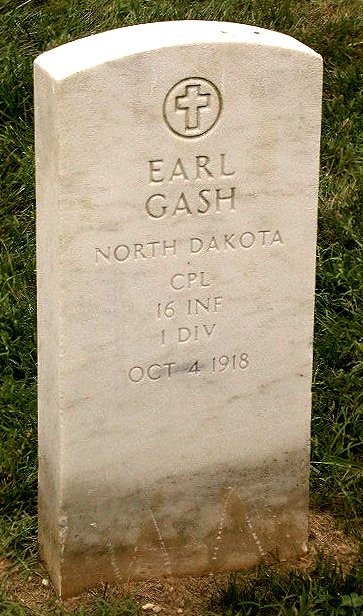 EARL
GASH
NORTH DAKOTA
CPL
16 INF
1 DIV
OCT 4 1918